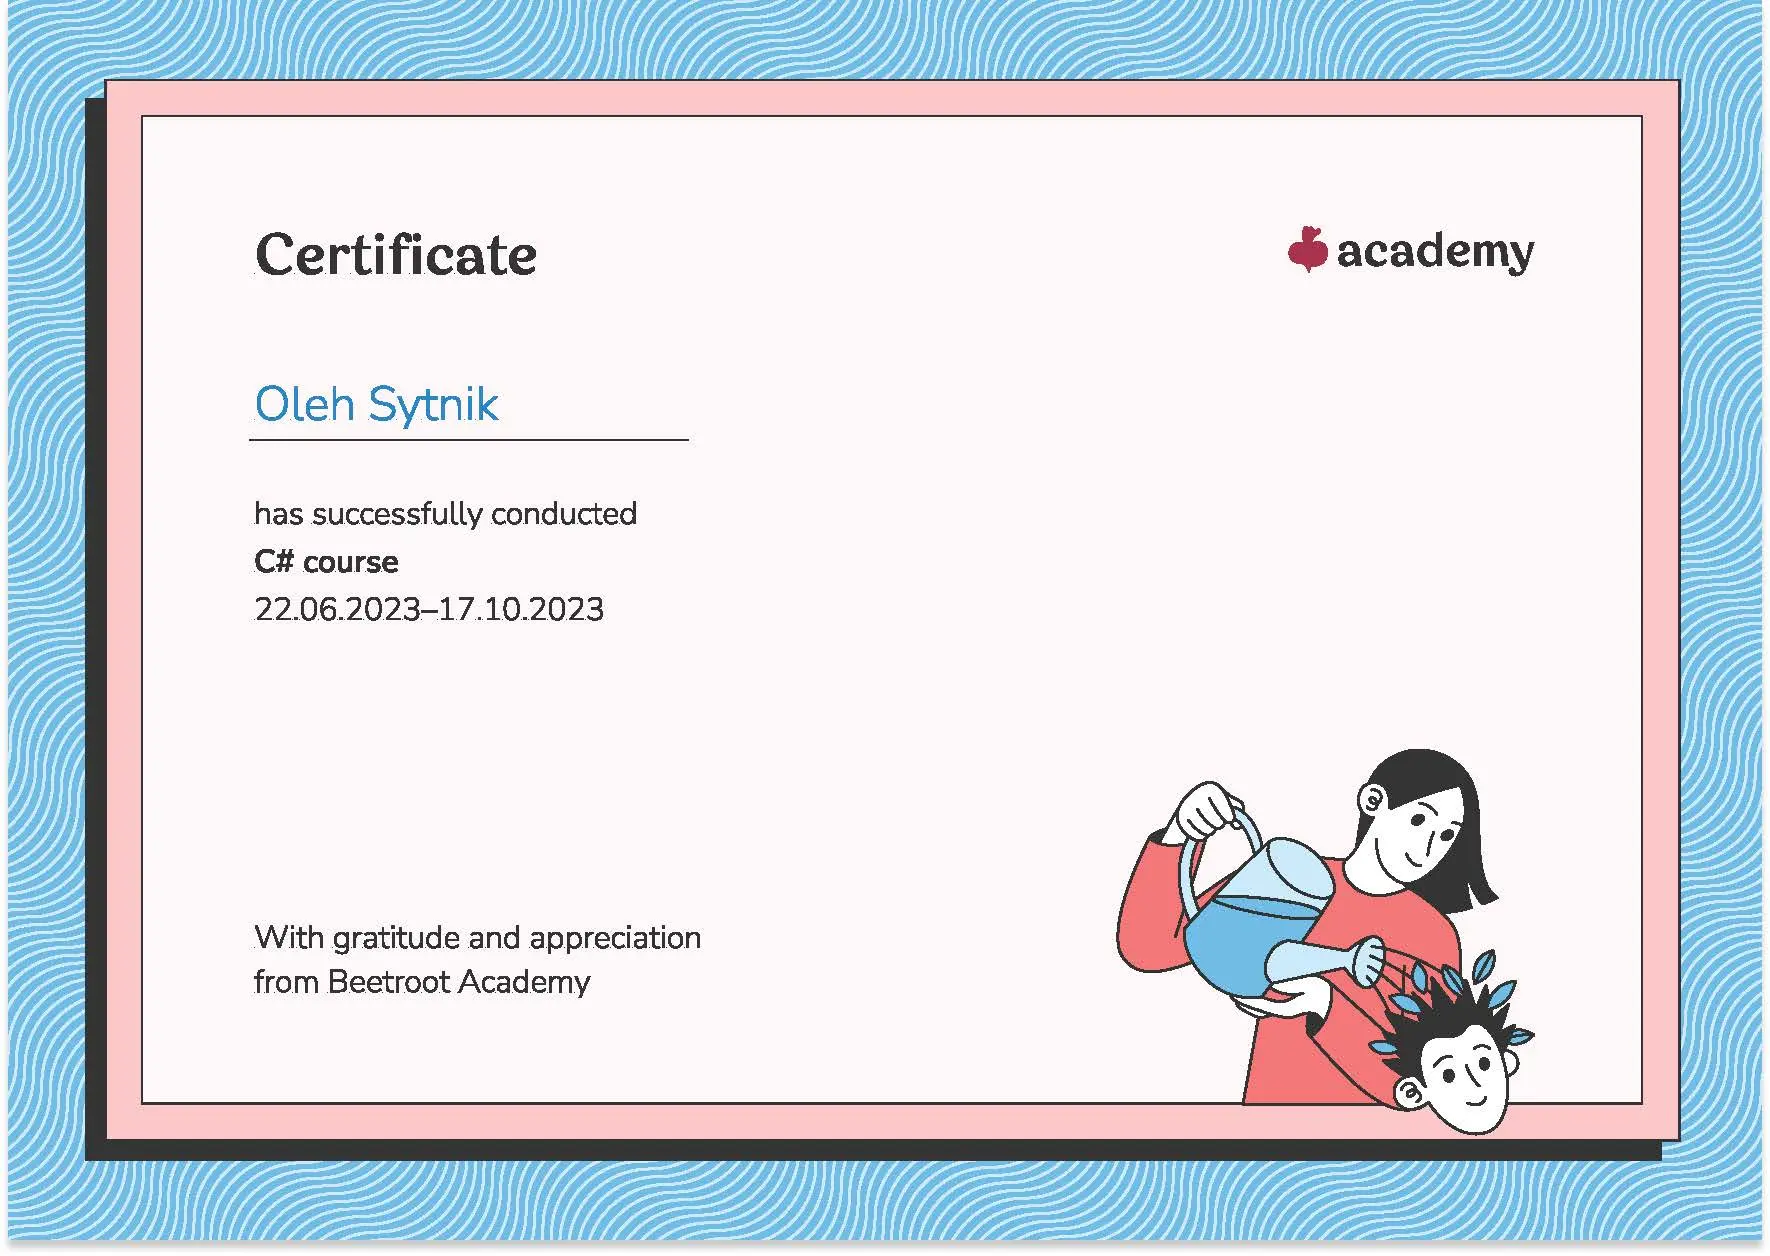 Certificate
academy
Oleh Sytnik
has successfully conducted
C# course
22.06.2023–17.10.2023
With gratitude and appreciation
from Beetroot Academy